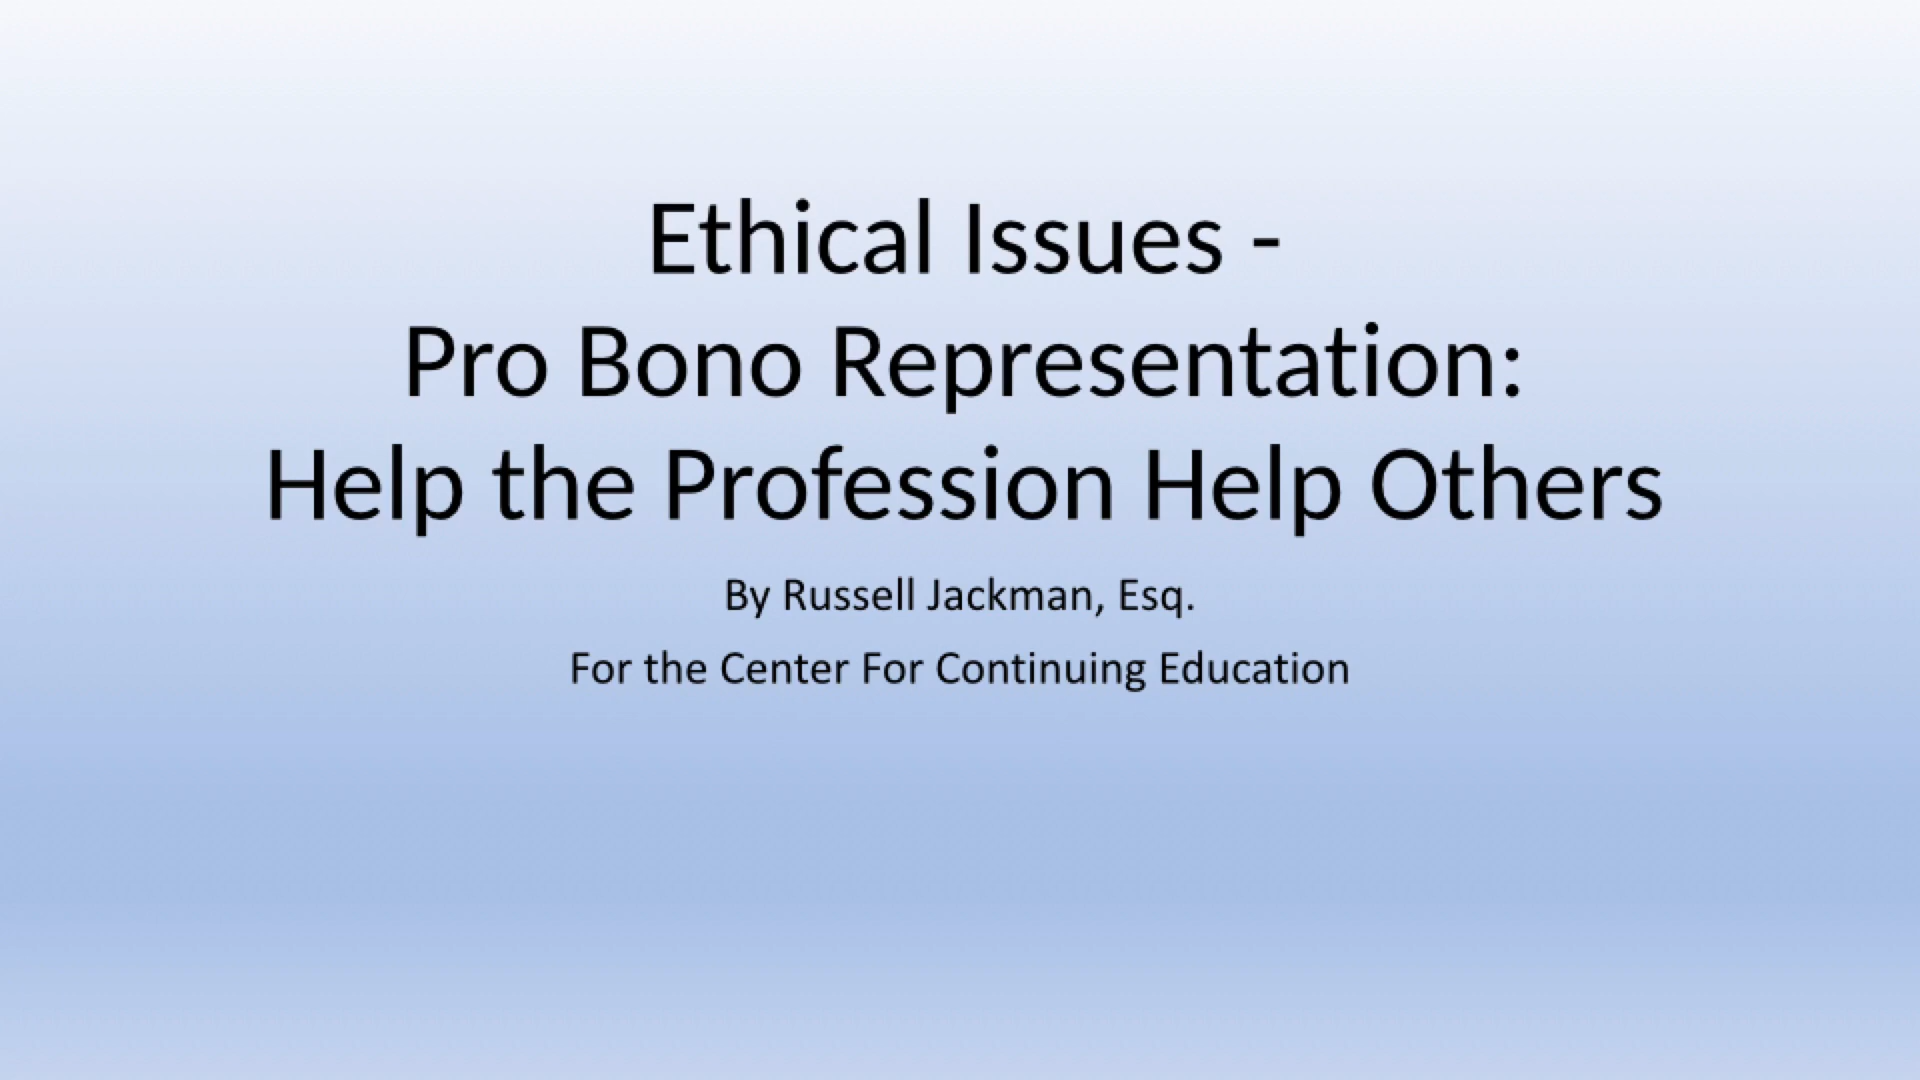 Ethical Issues -
Pro Bono Representation:
Help the Profession Help Others
By Russell Jackman, Esq.
For the Center For Continuing Education